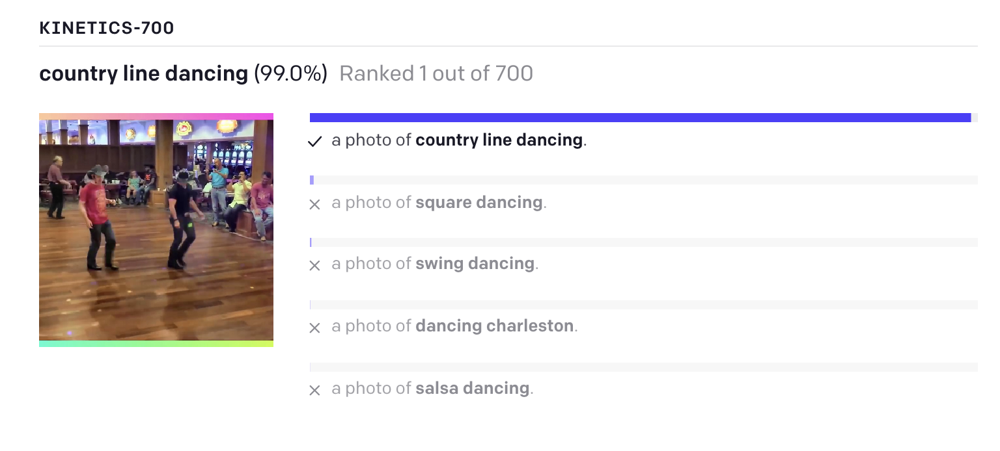 KINETICS-700
country line dancing (99.0%) Ranked 1 out of 700
a photo of country line dancing.
a photo of square dancing.
a photo of swing dancing.
a photo of dancing charleston.
a photo of salsa dancing.